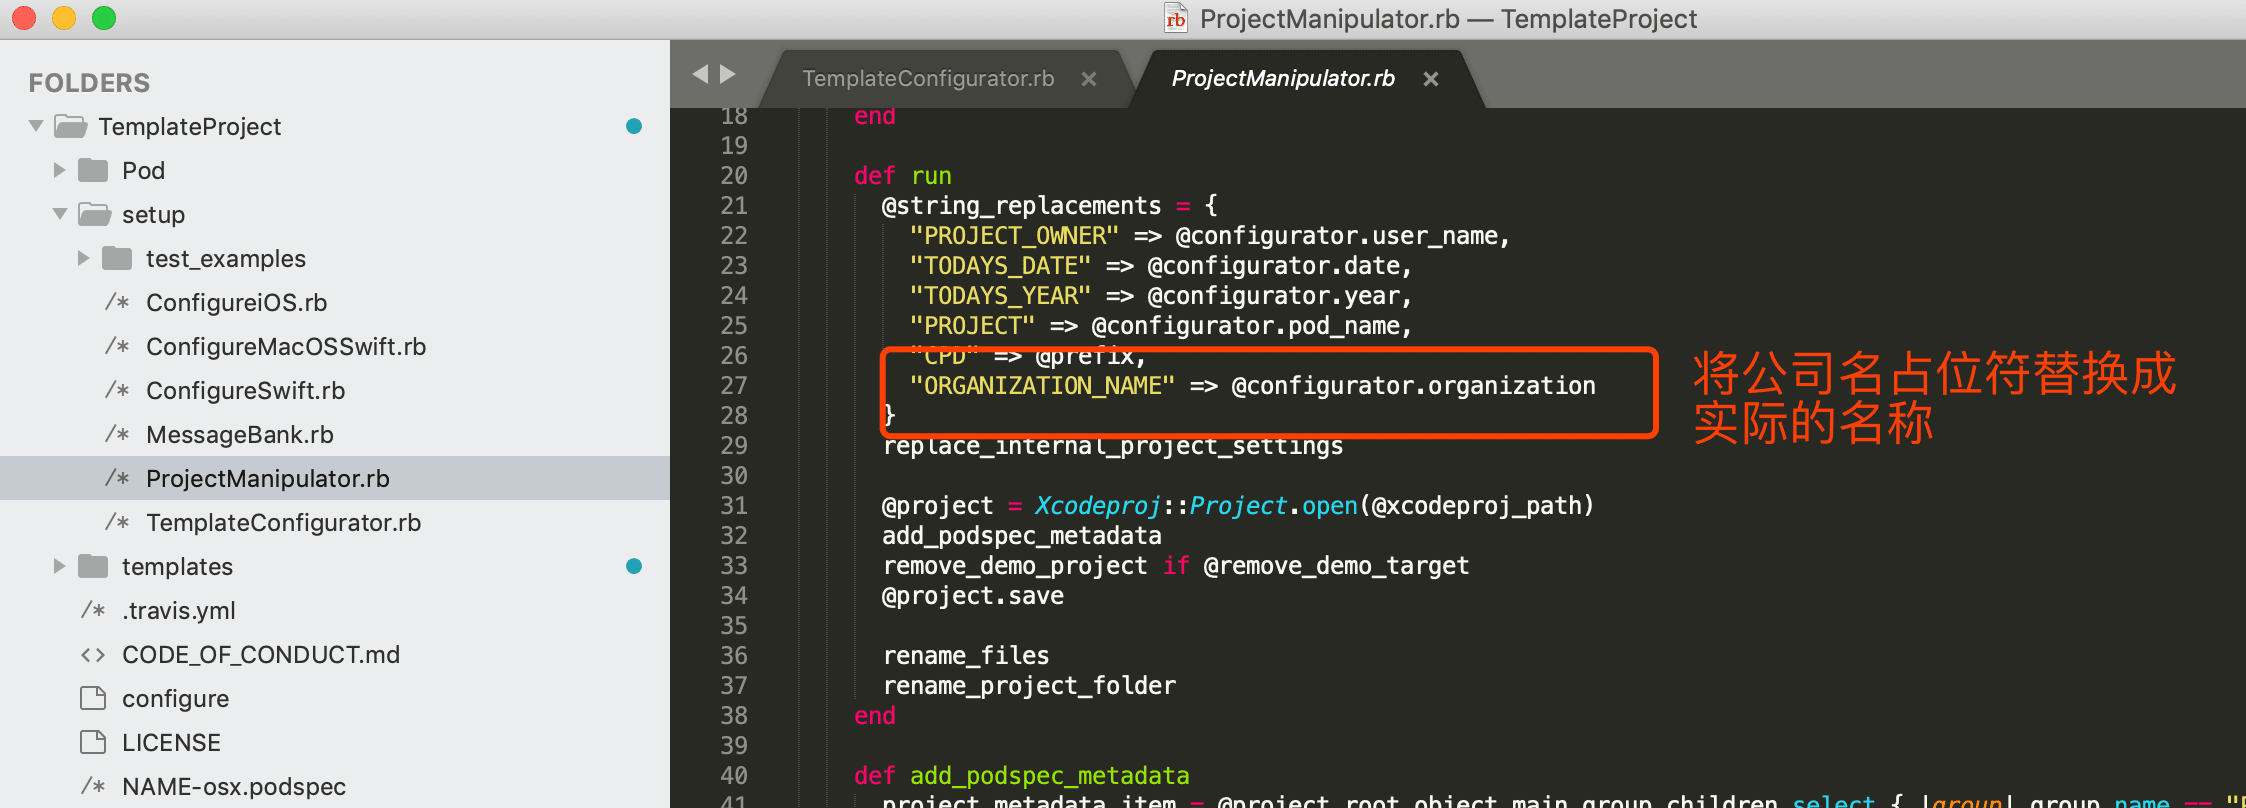 ProjectManipulator.rb — TemplateProject
FOLDERS
TemplateProject
Pod
setup
test_examples
/* ConfigureiOS.rb
/* ConfigureMacOSSwift.rb
/* ConfigureSwift.rb
/* MessageBank.rb
/* ProjectManipulator.rb
/* TemplateConfigurator.rb
templates
/* .travis.yml
<> CODE_OF_CONDUCT.md
configure
LICENSE
/* NAME-osx.podspec
TemplateConfigurator.rb ×
ProjectManipulator.rb ×
18 end
19
20 def run
21 @string_replacements = {
22 "PROJECT_OWNER" => @configurator.user_name,
23 "TODAYS_DATE" => @configurator.date,
24 "TODAYS_YEAR" => @configurator.year,
25 "PROJECT" => @configurator.pod_name,
26 "CPD" => @prefix,
27 "ORGANIZATION_NAME" => @configurator.organization
28 }
29 replace_internal_project_settings
30
31 @project = Xcodeproj::Project.open(@xcodeproj_path)
32 add_podspec_metadata
33 remove_demo_project if @remove_demo_target
34 @project.save
35
36 rename_files
37 rename_project_folder
38 end
39
40 def add_podspec_metadata
41 project_metadata_item = @project.root_object.main_group.children.select { |group| group.name == "P
将公司名占位符替换成
实际的名称